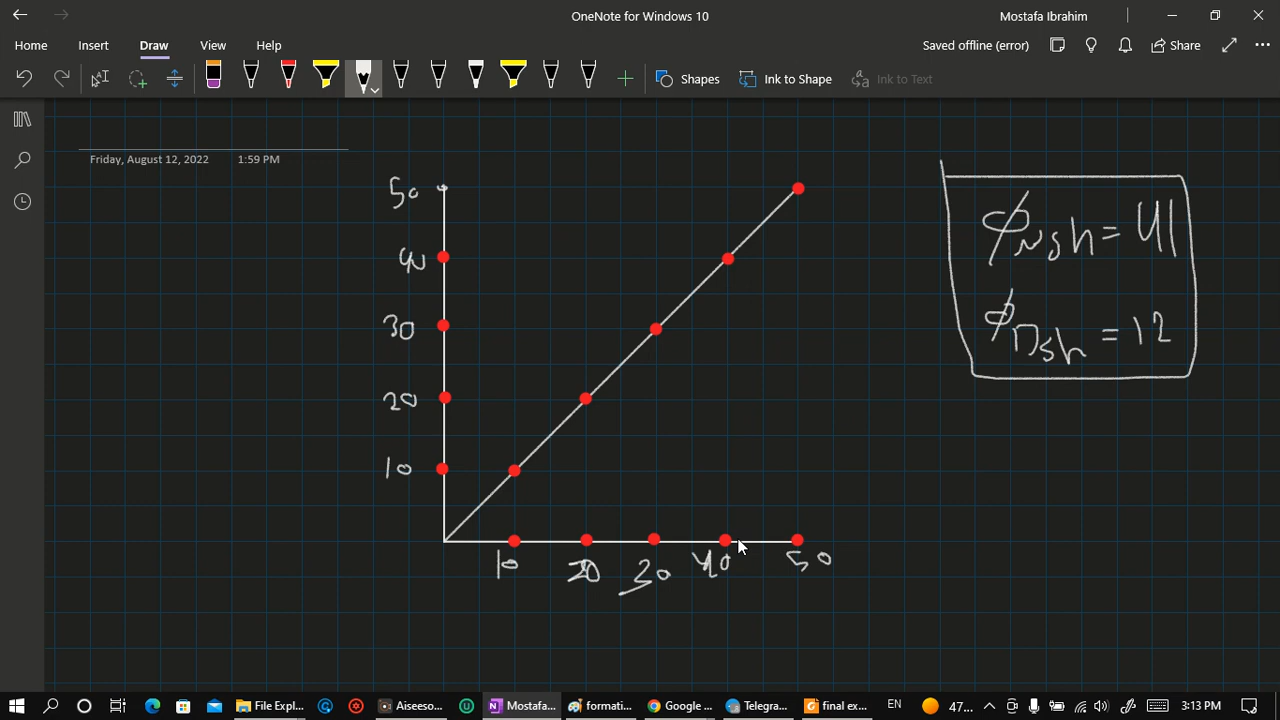 OneNote for Windows 10
Mostafa Ibrahim
Home Insert Draw View Help
Saved offline (error)
Share
Shapes
Ink to Shape
Ink to Text
Friday, August 12, 2022 1:59 PM
50
40
30
20
10
10 20 30 40 50
ϕNsh = 41
ϕDsh = 12
File Expl...
Aiseeso...
Mostafa...
formati...
Google ...
Telegra...
final ex...
47...
EN
3:13 PM